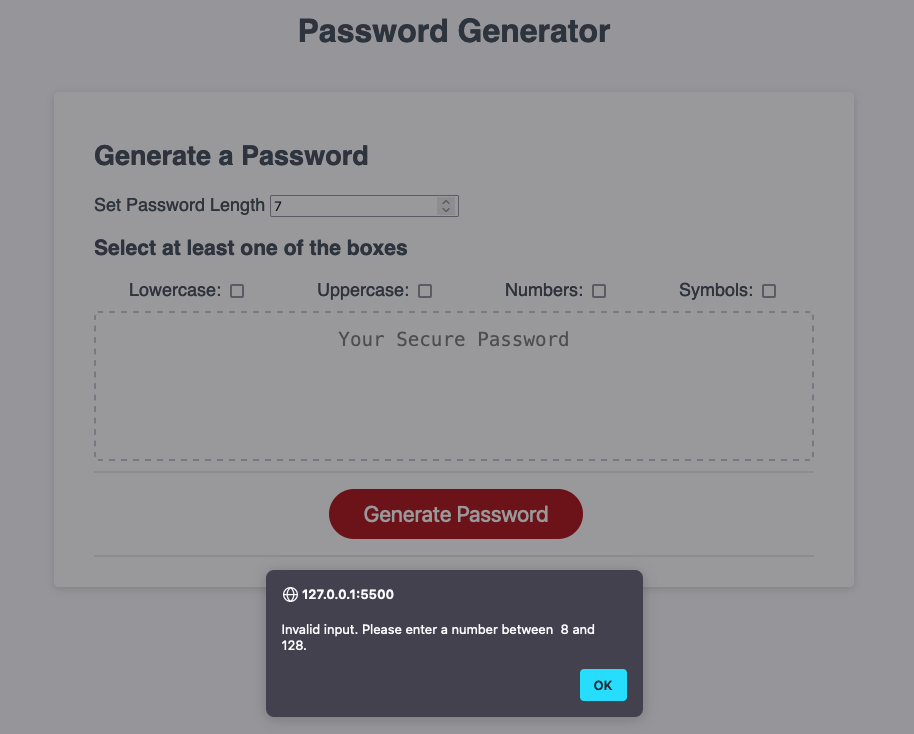 Password Generator
Generate a Password
Set Password Length 7
Select at least one of the boxes
Lowercase: Uppercase: Numbers: Symbols:
Your Secure Password
Generate Password
127.0.0.1:5500
Invalid input. Please enter a number between  8 and
128.
OK